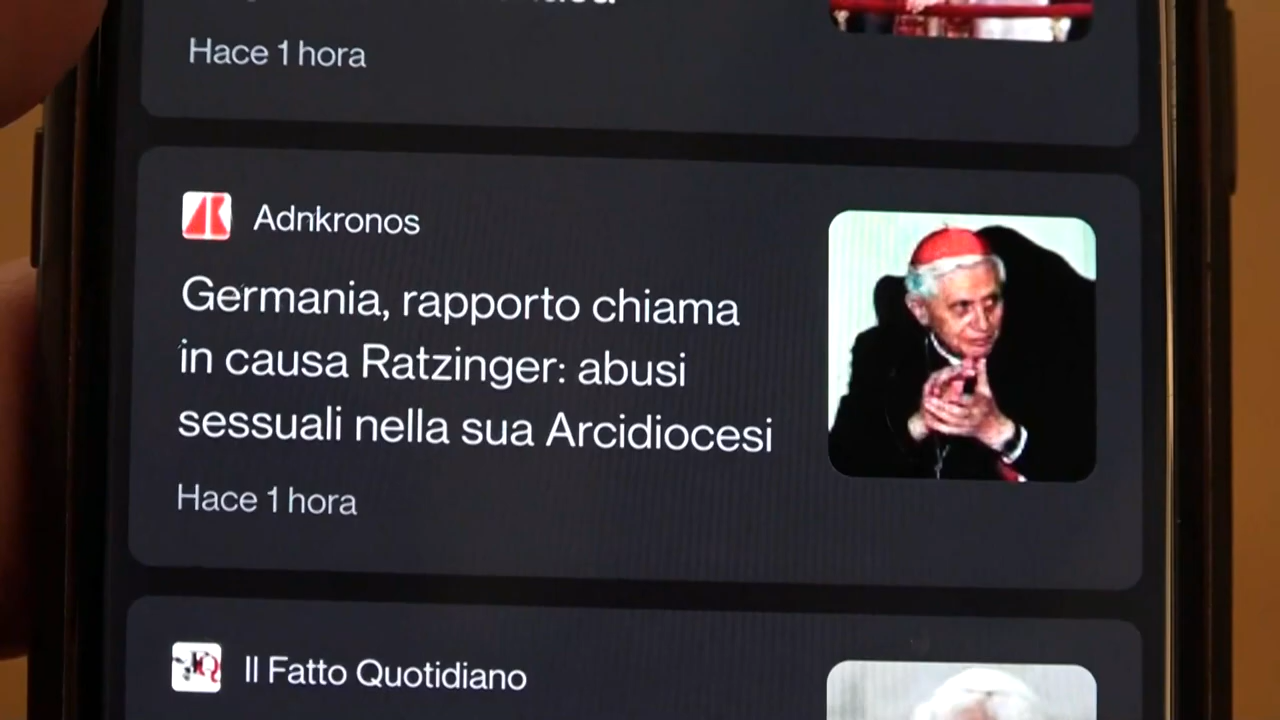 Hace 1 hora
Adnkronos
Germania, rapporto chiama
in causa Ratzinger: abusi
sessuali nella sua Arcidiocesi
Hace 1 hora
Il Fatto Quotidiano